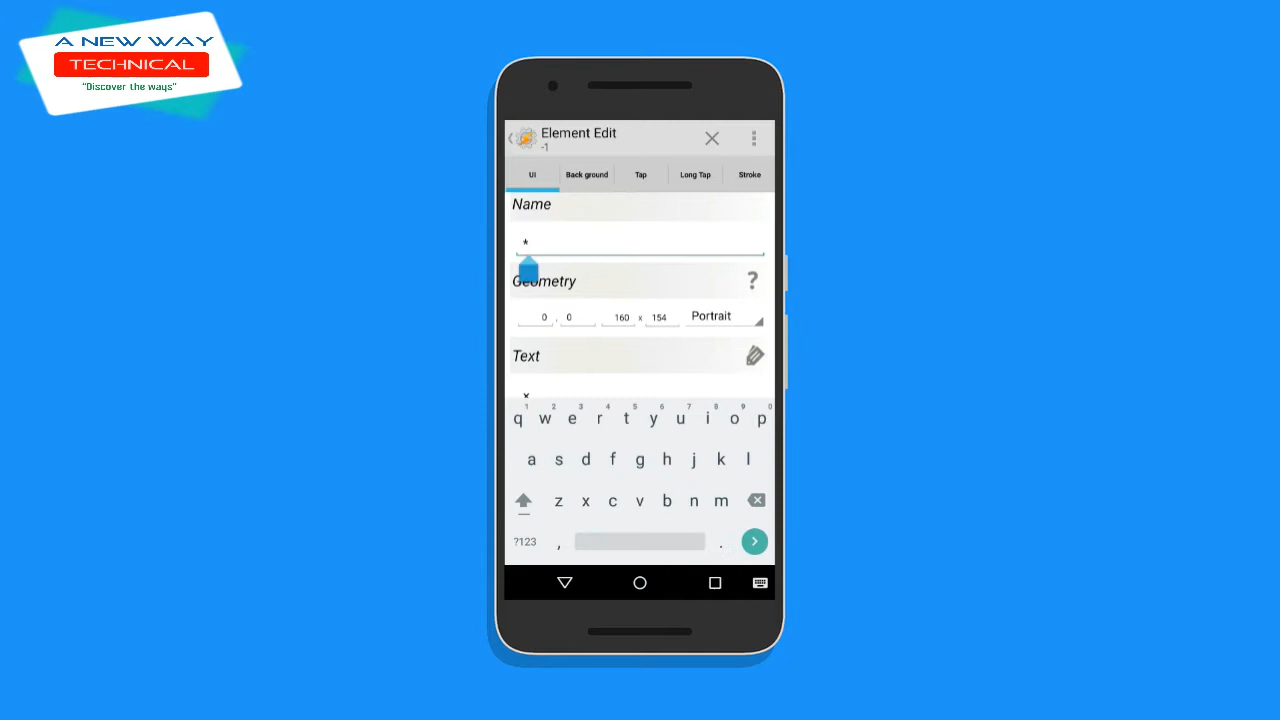 A NEW WAY
TECHNICAL
"Discover the ways"
Element Edit
-1
UI Back ground Tap Long Tap Stroke
Name
*
Geometry ?
0 , 0 160 x 154 Portrait
Text
x
1 2 3 4 5 6 7 8 9 0
q w e r t y u i o p
a s d f g h j k l
z x c v b n m
?123 , .